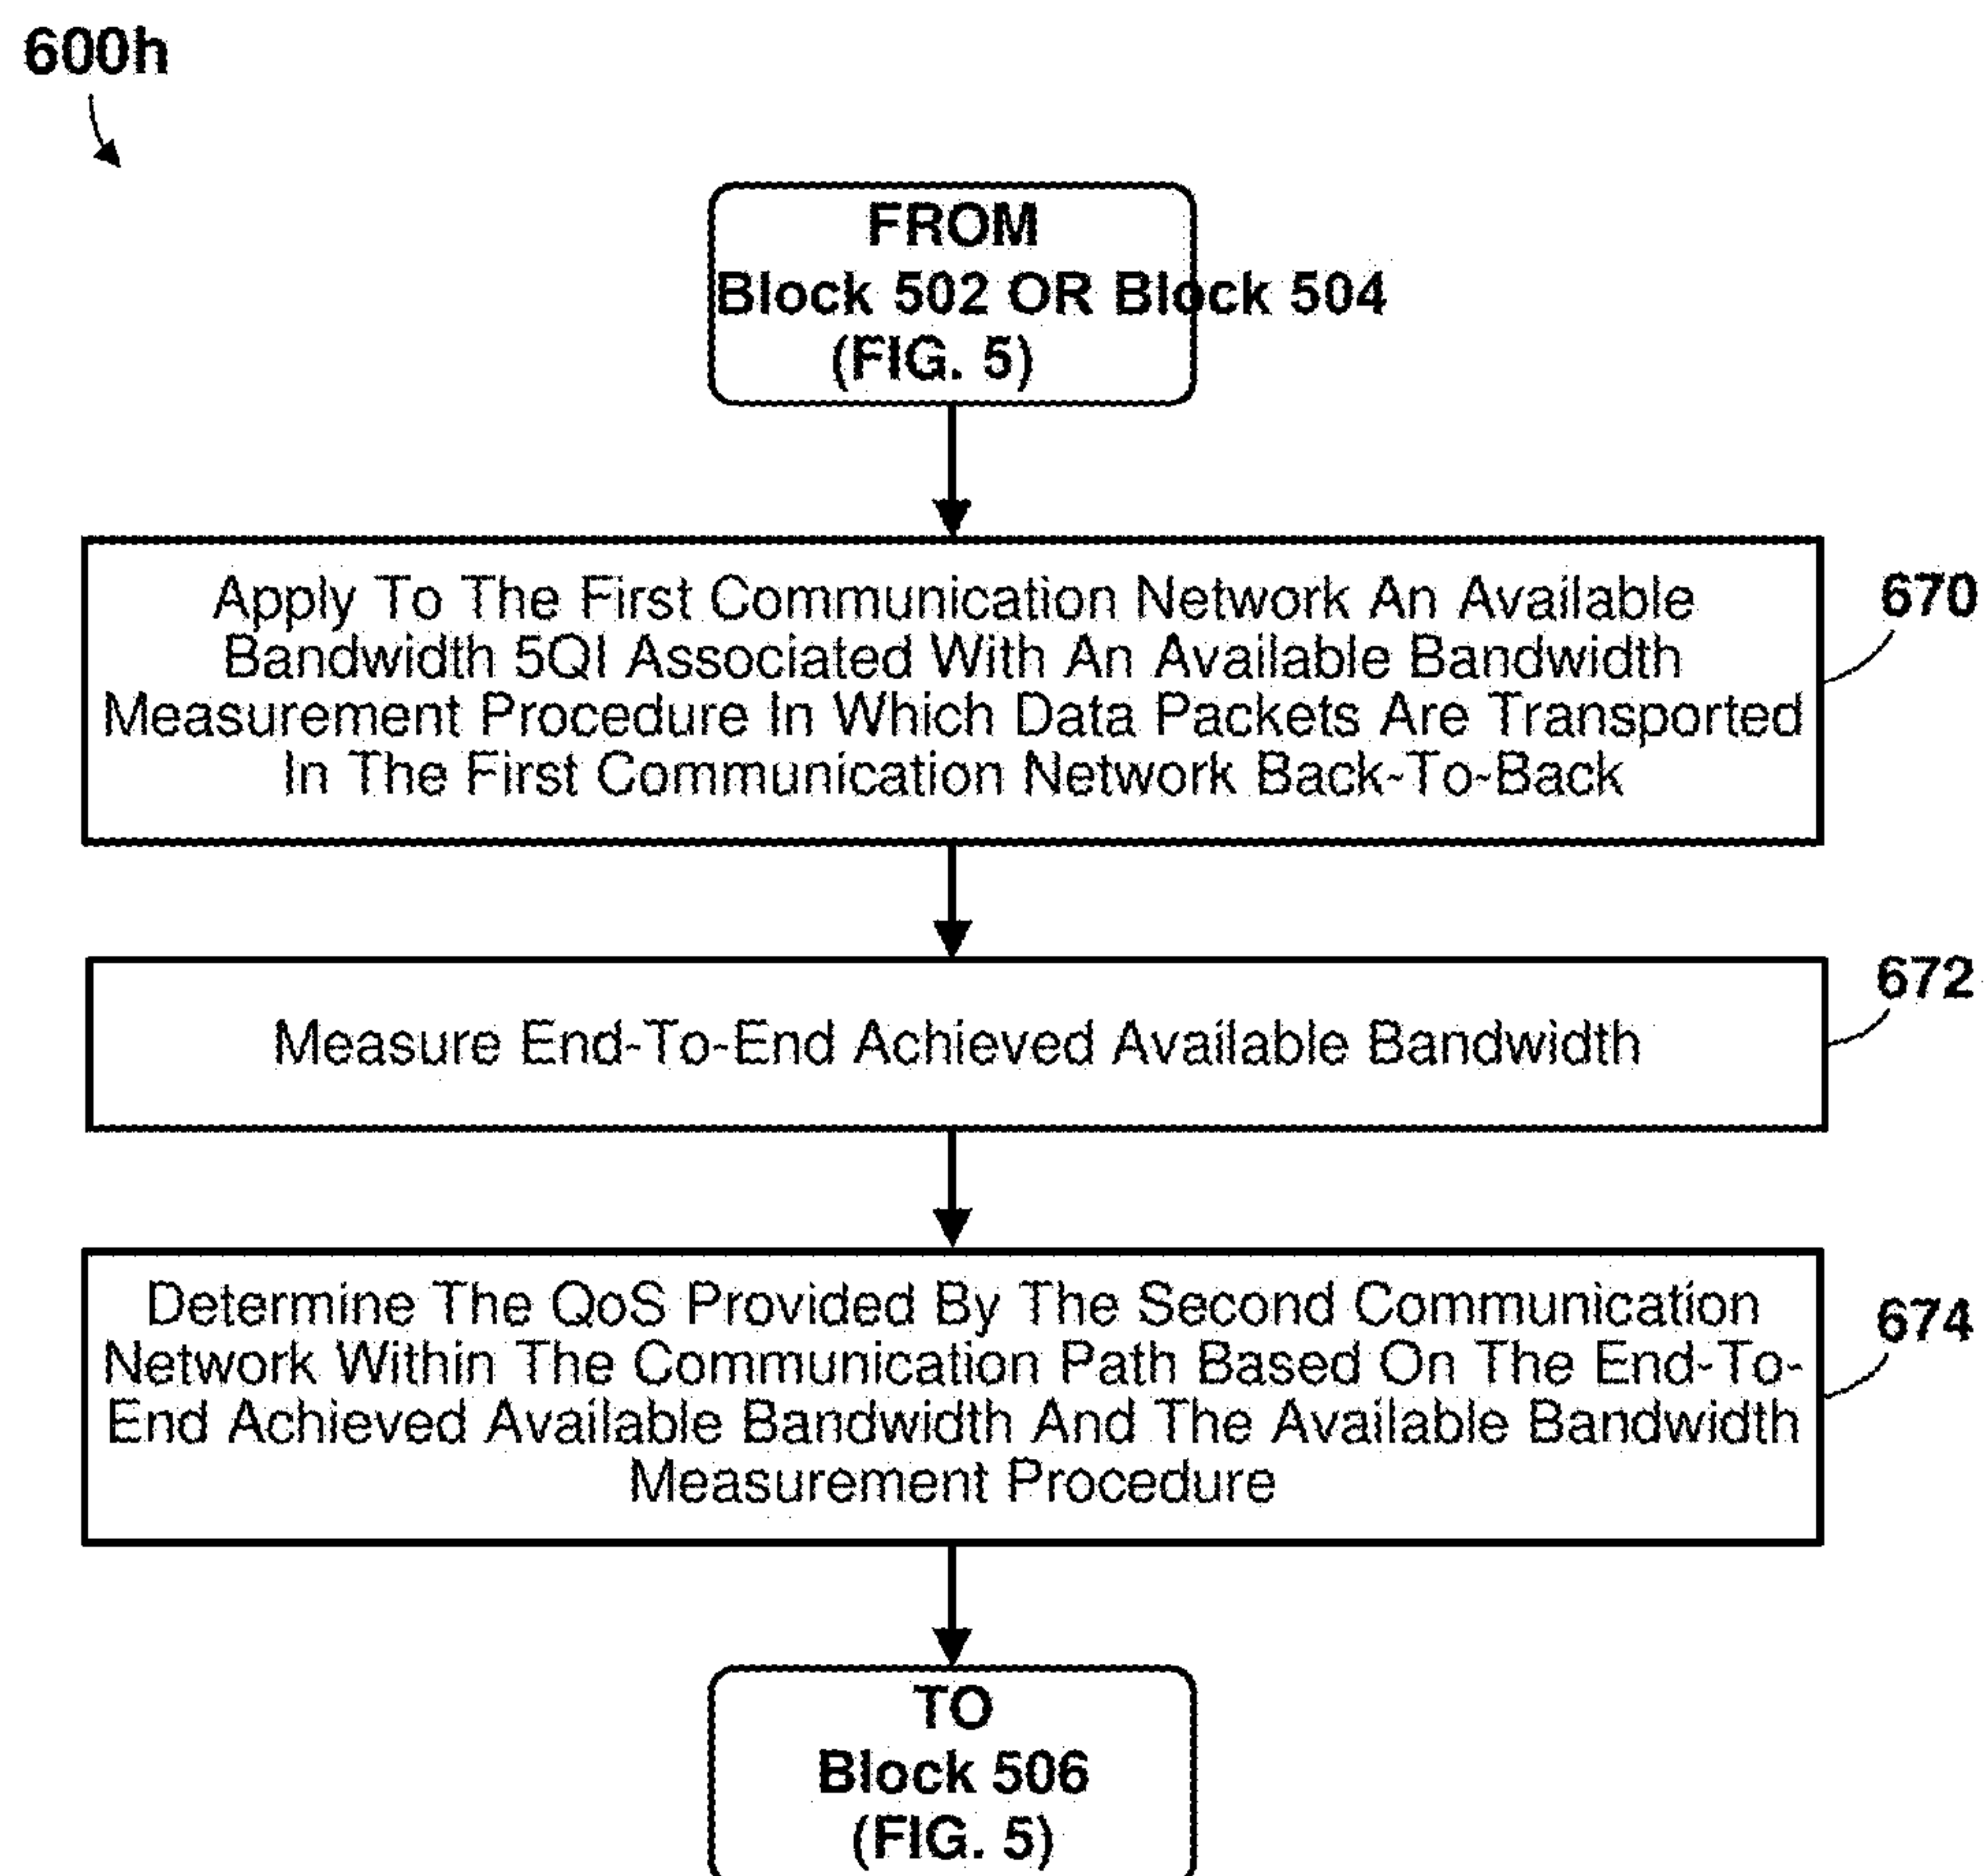 600h
FROM
Block 502 OR Block 504
(FIG. 5)
Apply To The First Communication Network An Available
Bandwidth 5QI Associated With An Available Bandwidth
Measurement Procedure In Which Data Packets Are Transported
In The First Communication Network Back-To-Back
670
Measure End-To-End Achieved Available Bandwidth
672
Determine The QoS Provided By The Second Communication
Network Within The Communication Path Based On The End-To-
End Achieved Available Bandwidth And The Available Bandwidth
Measurement Procedure
674
TO
Block 506
(FIG. 5)